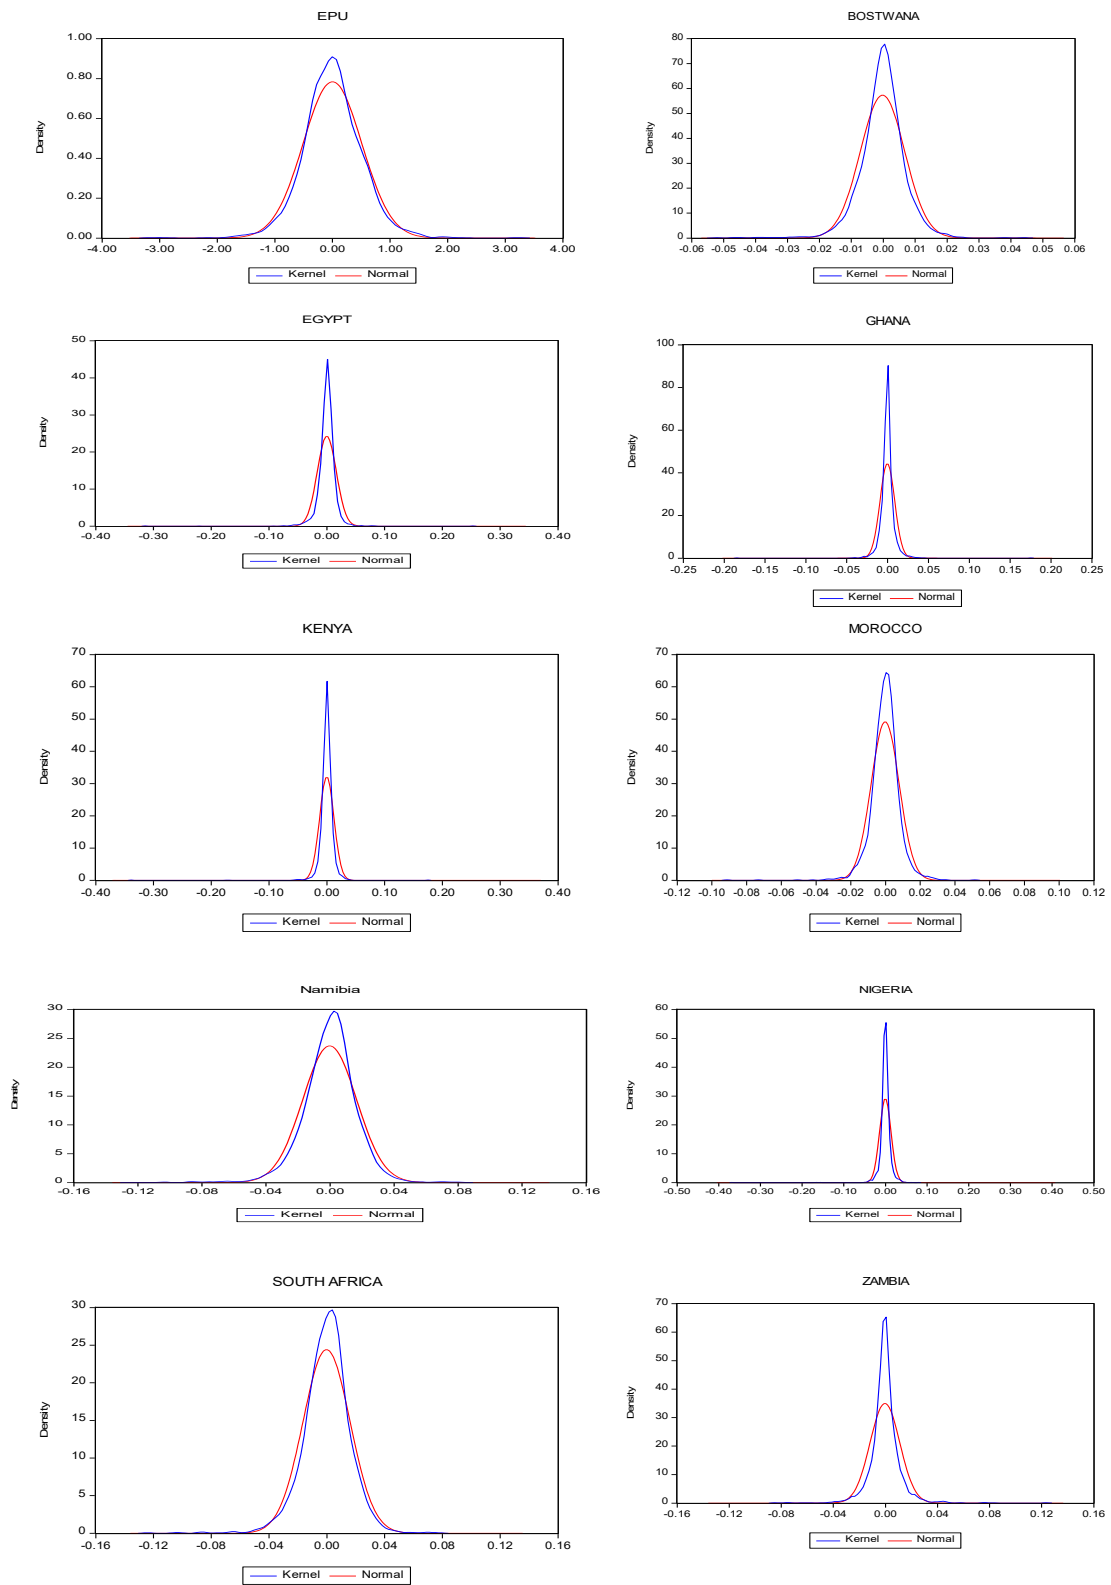 EPU
1.00
0.80
0.60
0.40
0.20
0.00
Density
-4.00 -3.00 -2.00 -1.00 0.00 1.00 2.00 3.00 4.00
Kernel Normal
BOSTWANA
80
70
60
50
40
30
20
10
0
Density
-0.06 -0.05 -0.04 -0.03 -0.02 -0.01 0.00 0.01 0.02 0.03 0.04 0.05 0.06
Kernel Normal
EGYPT
50
40
30
20
10
0
Density
-0.40 -0.30 -0.20 -0.10 0.00 0.10 0.20 0.30 0.40
Kernel Normal
GHANA
100
80
60
40
20
0
Density
-0.25 -0.20 -0.15 -0.10 -0.05 0.00 0.05 0.10 0.15 0.20 0.25
Kernel Normal
KENYA
70
60
50
40
30
20
10
0
Density
-0.40 -0.30 -0.20 -0.10 0.00 0.10 0.20 0.30 0.40
Kernel Normal
MOROCCO
70
60
50
40
30
20
10
0
Density
-0.12 -0.10 -0.08 -0.06 -0.04 -0.02 0.00 0.02 0.04 0.06 0.08 0.10 0.12
Kernel Normal
Namibia
30
25
20
15
10
5
0
Density
-0.16 -0.12 -0.08 -0.04 0.00 0.04 0.08 0.12 0.16
Kernel Normal
NIGERIA
60
50
40
30
20
10
0
Density
-0.50 -0.40 -0.30 -0.20 -0.10 0.00 0.10 0.20 0.30 0.40 0.50
Kernel Normal
SOUTH AFRICA
30
25
20
15
10
5
0
Density
-0.16 -0.12 -0.08 -0.04 0.00 0.04 0.08 0.12 0.16
Kernel Normal
ZAMBIA
70
60
50
40
30
20
10
0
Density
-0.16 -0.12 -0.08 -0.04 0.00 0.04 0.08 0.12 0.16
Kernel Normal